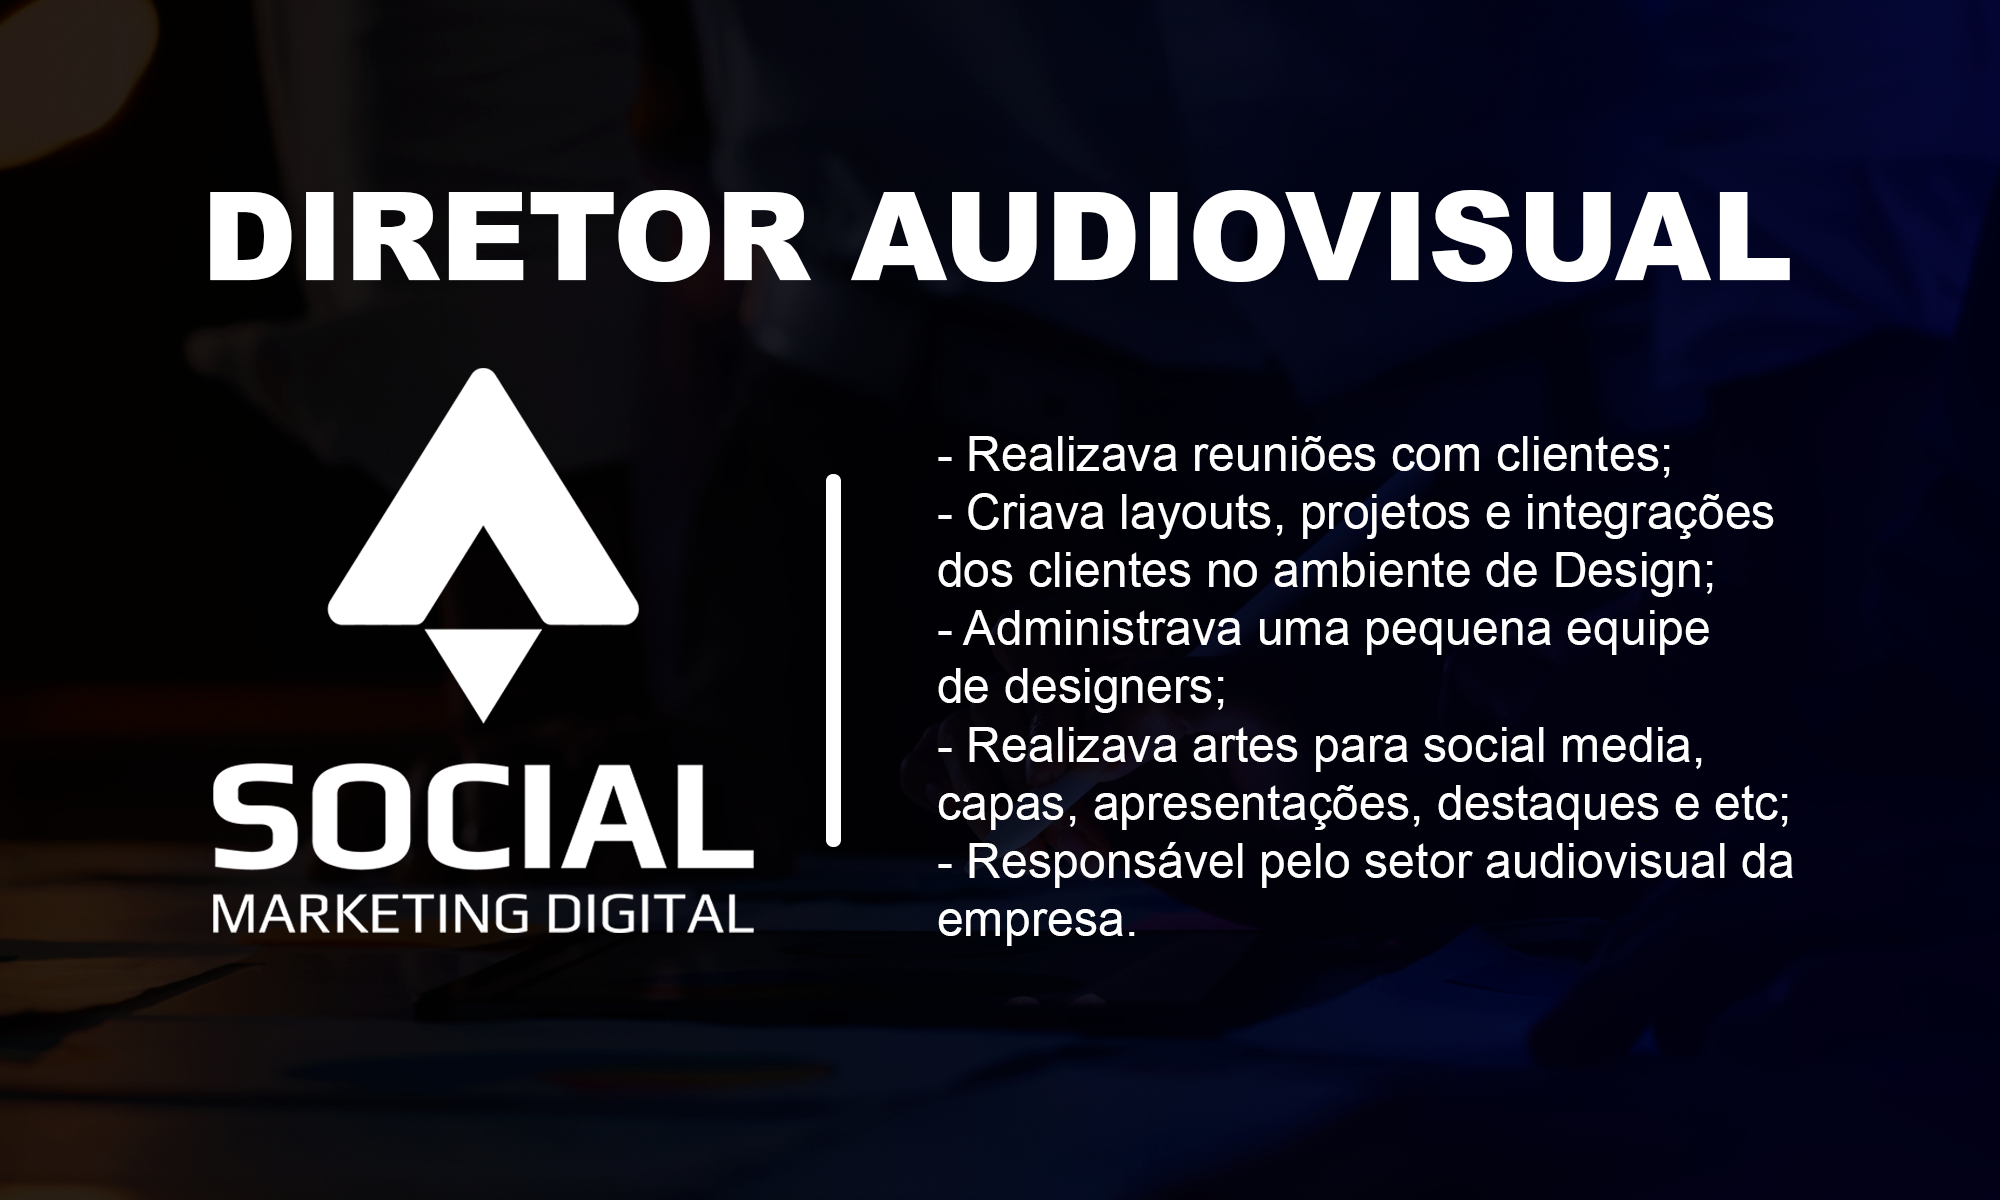 DIRETOR AUDIOVISUAL
SOCIAL
MARKETING DIGITAL
- Realizava reuniões com clientes;
- Criava layouts, projetos e integrações
dos clientes no ambiente de Design;
- Administrava uma pequena equipe
de designers;
- Realizava artes para social media,
capas, apresentações, destaques e etc;
- Responsável pelo setor audiovisual da
empresa.